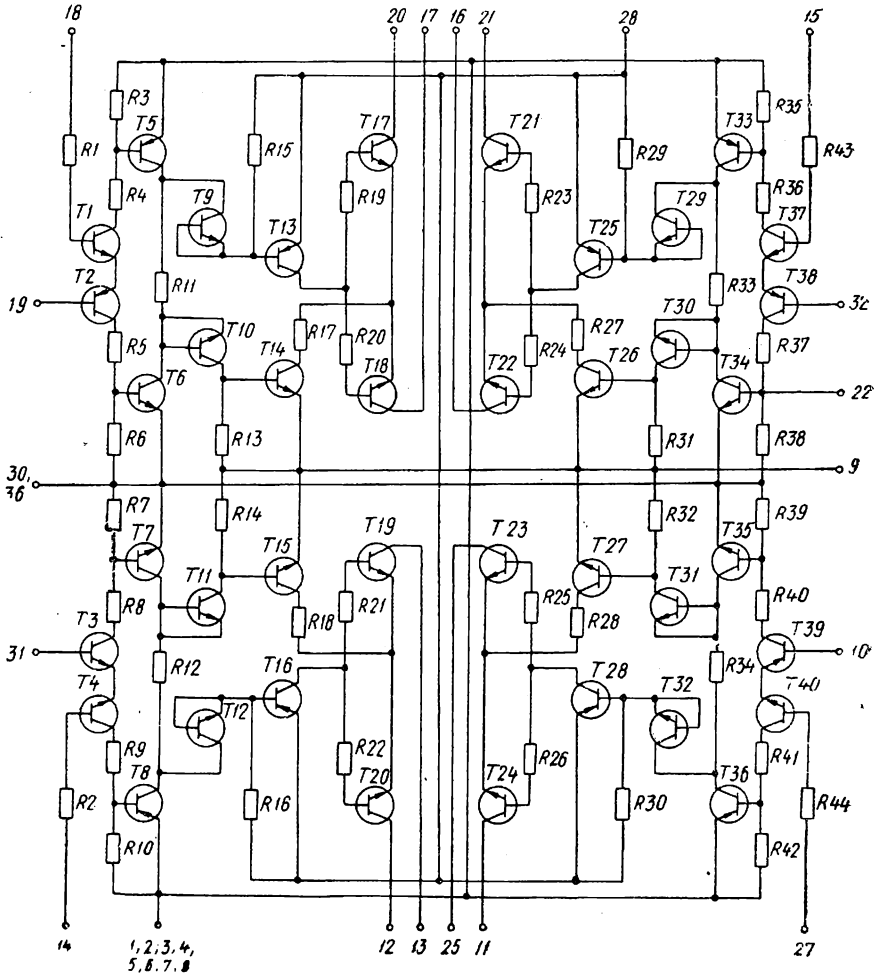 18 20 17 16 21 28 15
R3 R35
T5 T17 T21 T33
R1 R15 R29 R43
R4 R19 R23 R36
T1 T9 T13 T25 T29 T37
T2 R11 R33 T38
19 32
R5 T10 R17 R20 R27 T30 R37
T14 T18 R24 T22 T26 T34
T6 22
R6 R13 R31 R38
9
30,
36
R7 R14 R32 R39
T7 T15 T19 T23 T27 T35
R8 T11 R18 R21 R25 R28 T31 R40
T3 T39
31 10
R12 T16 T28 R34
T4 T12 T32 T40
R9 R22 R26 R41
T8 T20 T24 T36
R2 R16 R30 R44
R10 R42
14 1, 2, 3, 4, 12 13 25 11 27
5, 6, 7, 8